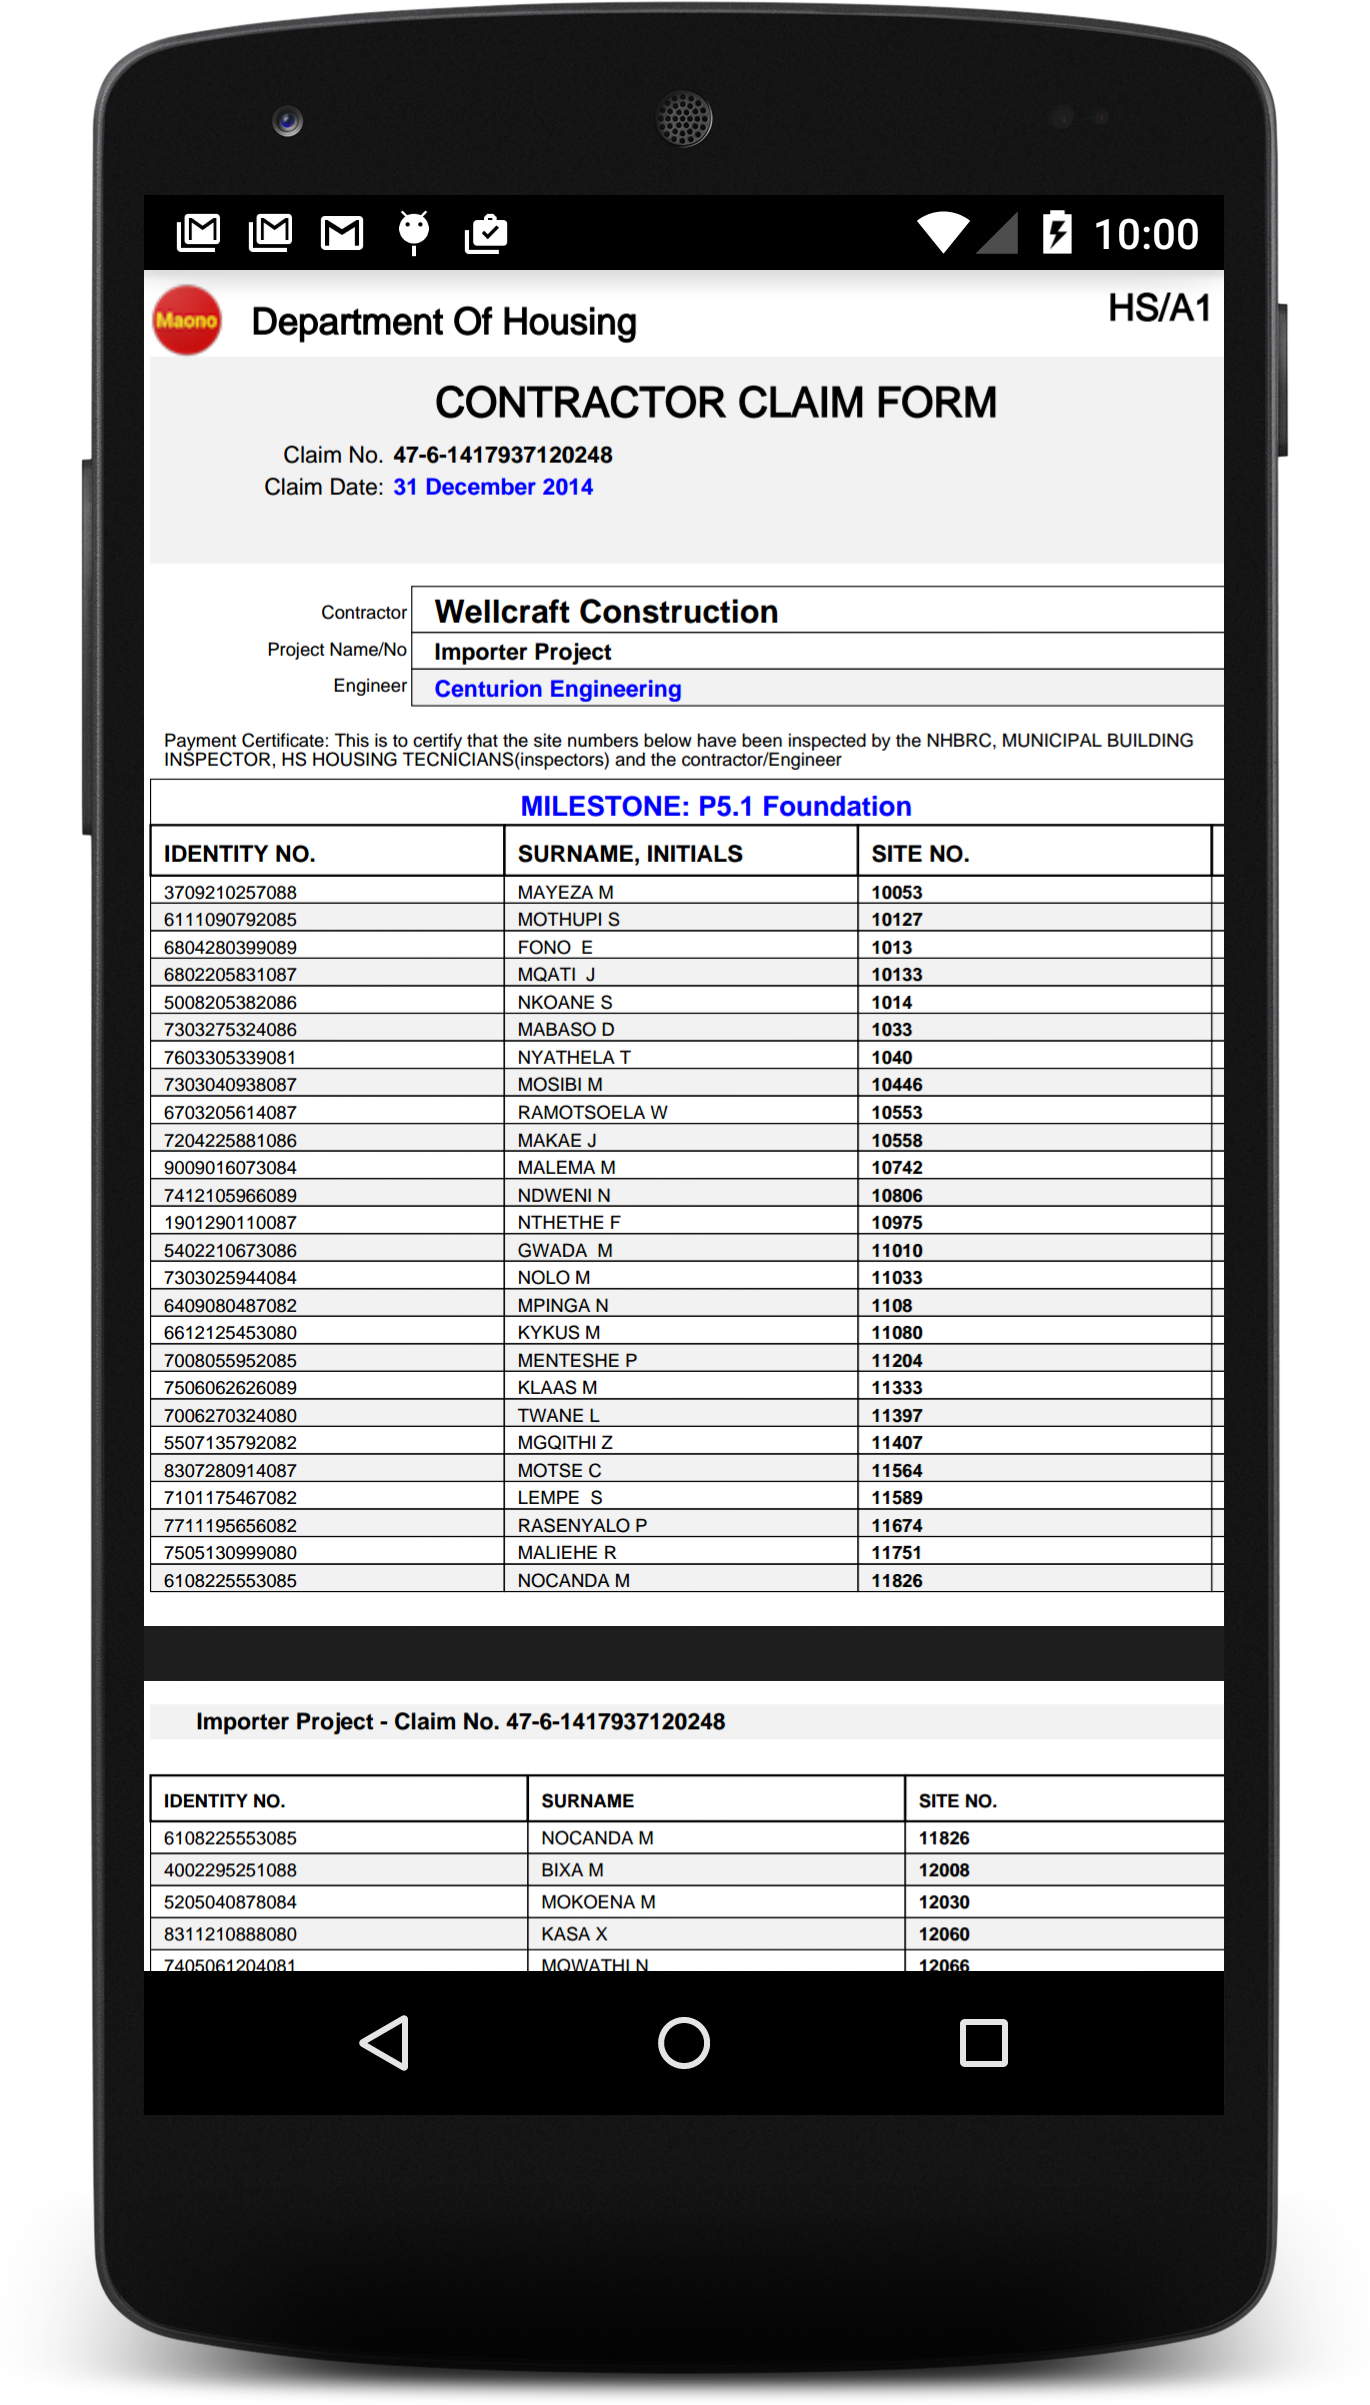 10:00
Maono
Department Of Housing
HS/A1
CONTRACTOR CLAIM FORM
Claim No. 47-6-1417937120248
Claim Date: 31 December 2014
Contractor Wellcraft Construction
Project Name/No Importer Project
Engineer Centurion Engineering
Payment Certificate: This is to certify that the site numbers below have been inspected by the NHBRC, MUNICIPAL BUILDING
INSPECTOR, HS HOUSING TECNICIANS(inspectors) and the contractor/Engineer
MILESTONE: P5.1 Foundation
IDENTITY NO. SURNAME, INITIALS SITE NO.
3709210257088 MAYEZA M 10053
6111090792085 MOTHUPI S 10127
6804280399089 FONO E 1013
6802205831087 MQATI J 10133
5008205382086 NKOANE S 1014
7303275324086 MABASO D 1033
7603305339081 NYATHELA T 1040
7303040938087 MOSIBI M 10446
6703205614087 RAMOTSOELA W 10553
7204225881086 MAKAE J 10558
9009016073084 MALEMA M 10742
7412105966089 NDWENI N 10806
1901290110087 NTHETHE F 10975
5402210673086 GWADA M 11010
7303025944084 NOLO M 11033
6409080487082 MPINGA N 1108
6612125453080 KYKUS M 11080
7008055952085 MENTESHE P 11204
7506062626089 KLAAS M 11333
7006270324080 TWANE L 11397
5507135792082 MGQITHI Z 11407
8307280914087 MOTSE C 11564
7101175467082 LEMPE S 11589
7711195656082 RASENYALO P 11674
7505130999080 MALIEHE R 11751
6108225553085 NOCANDA M 11826
Importer Project - Claim No. 47-6-1417937120248
IDENTITY NO. SURNAME SITE NO.
6108225553085 NOCANDA M 11826
4002295251088 BIXA M 12008
5205040878084 MOKOENA M 12030
8311210888080 KASA X 12060
7405061204081 MQWATHI N 12066